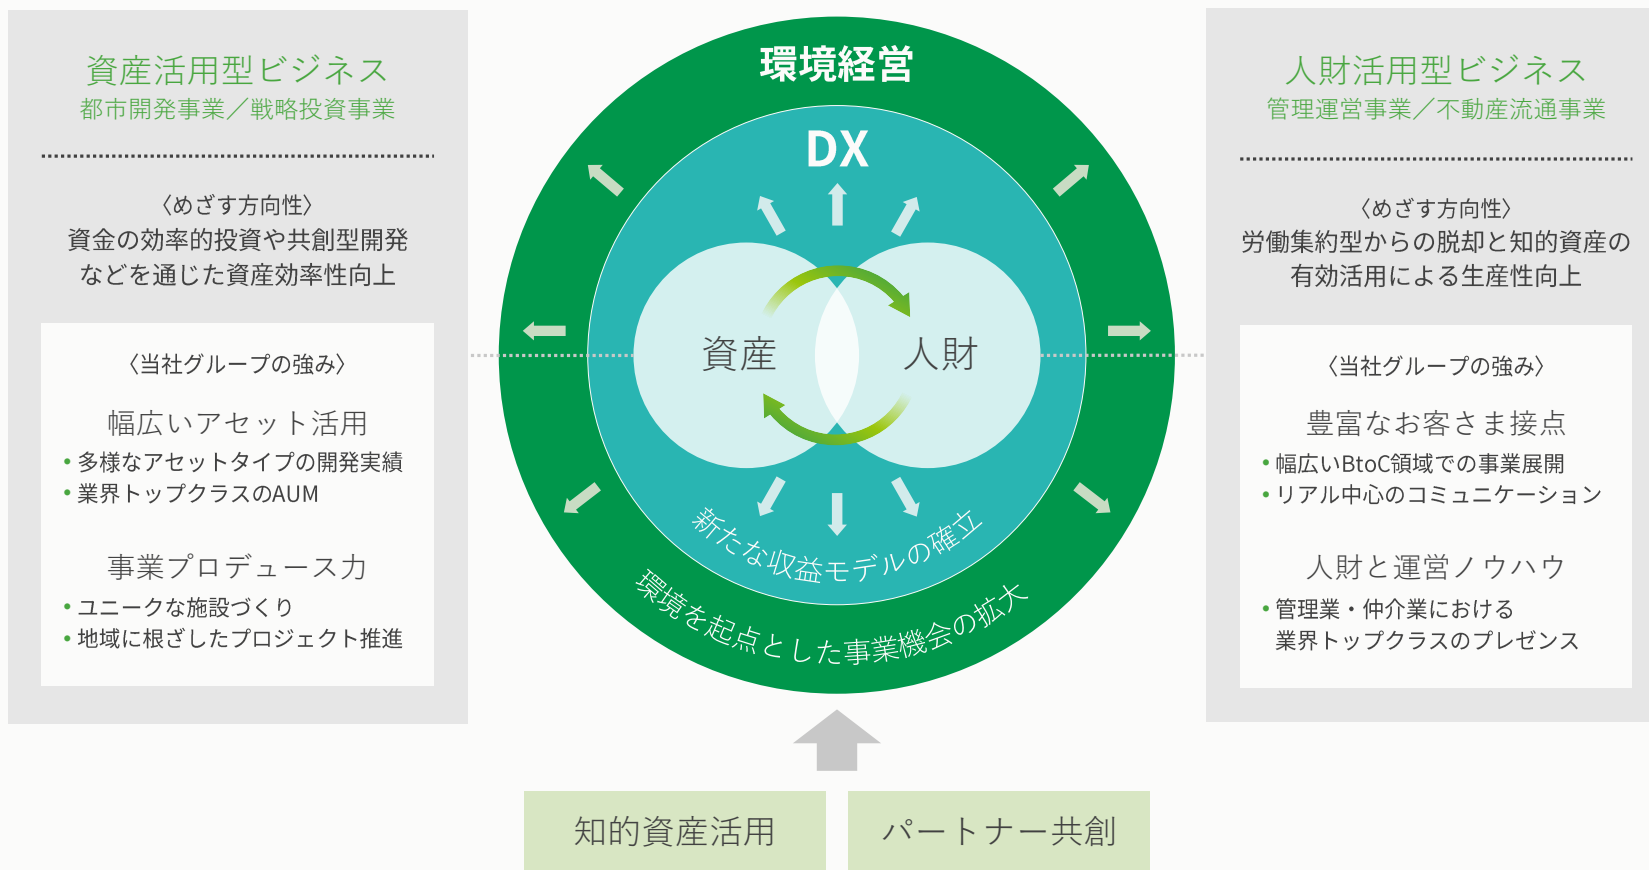 資産活用型ビジネス
都市開発事業／戦略投資事業
〈めざす方向性〉
資金の効率的投資や共創型開発
などを通じた資産効率性向上
〈当社グループの強み〉
幅広いアセット活用
• 多様なアセットタイプの開発実績
• 業界トップクラスのAUM
事業プロデュース力
• ユニークな施設づくり
• 地域に根ざしたプロジェクト推進
環境経営
DX
資産
人財
新たな収益モデルの確立
環境を起点とした事業機会の拡大
知的資産活用
パートナー共創
人財活用型ビジネス
管理運営事業／不動産流通事業
〈めざす方向性〉
労働集約型からの脱却と知的資産の
有効活用による生産性向上
〈当社グループの強み〉
豊富なお客さま接点
• 幅広いBtoC領域での事業展開
• リアル中心のコミュニケーション
人財と運営ノウハウ
• 管理業・仲介業における
業界トップクラスのプレゼンス